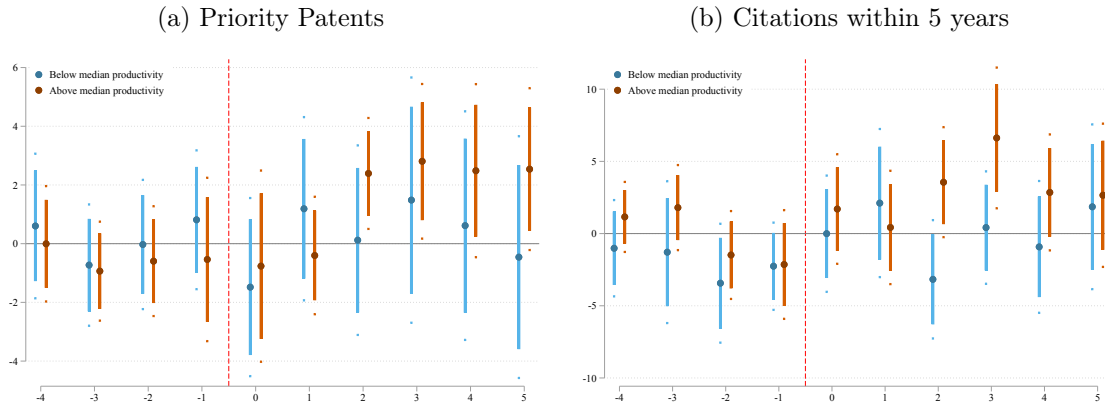 (a) Priority Patents
Below median productivity
Above median productivity
6
4
2
0
-2
-4
-4 -3 -2 -1 0 1 2 3 4 5
(b) Citations within 5 years
Below median productivity
Above median productivity
10
5
0
-5
-10
-4 -3 -2 -1 0 1 2 3 4 5